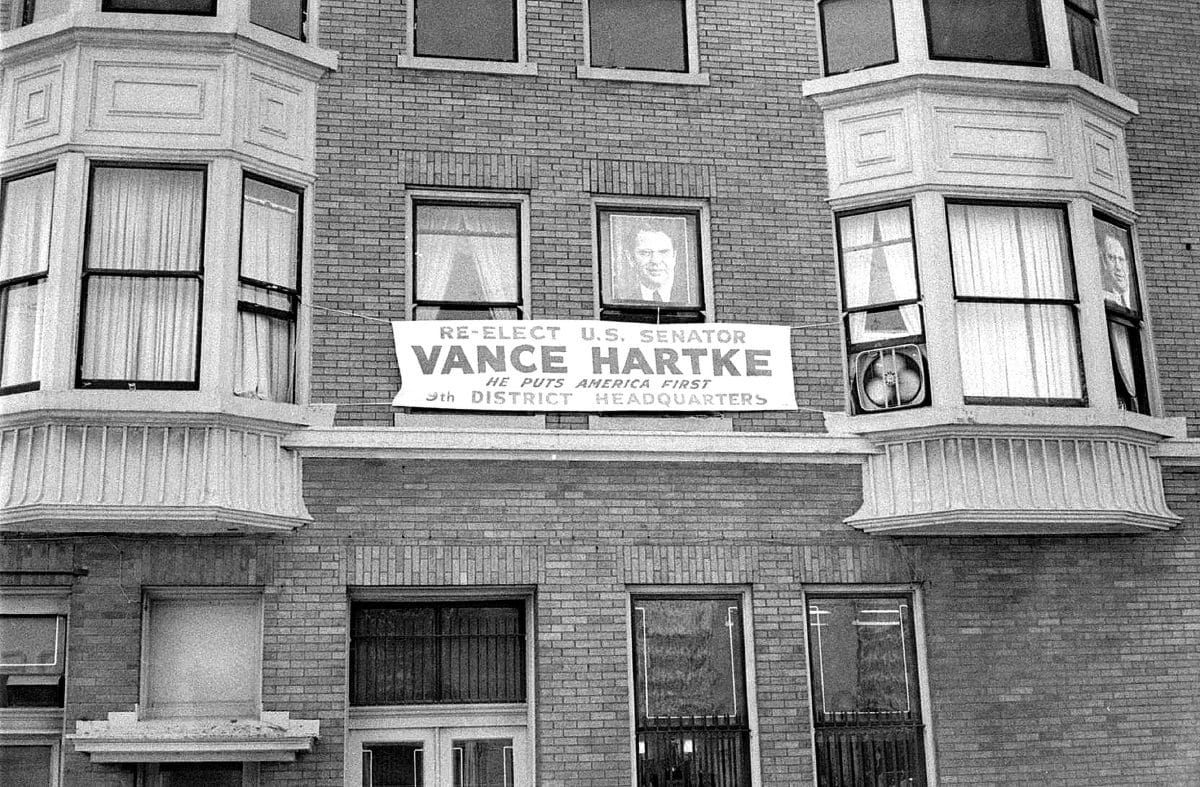 RE-ELECT U.S. SENATOR
VANCE HARTKE
HE PUTS AMERICA FIRST
9th DISTRICT HEADQUARTERS